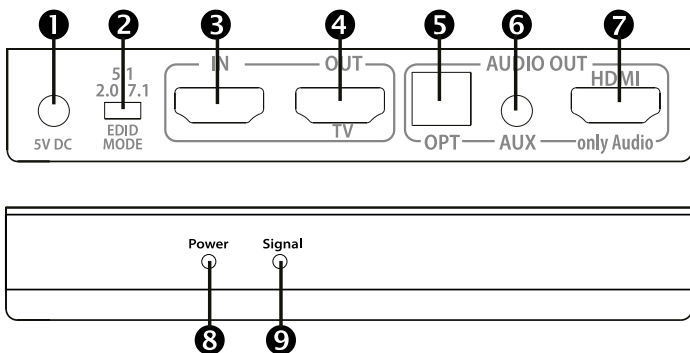 1 2 3 4 5 6 7
IN OUT AUDIO OUT
5.1 HDMI
2.0 7.1
5V DC EDID MODE TV OPT AUX only Audio
Power Signal
8 9